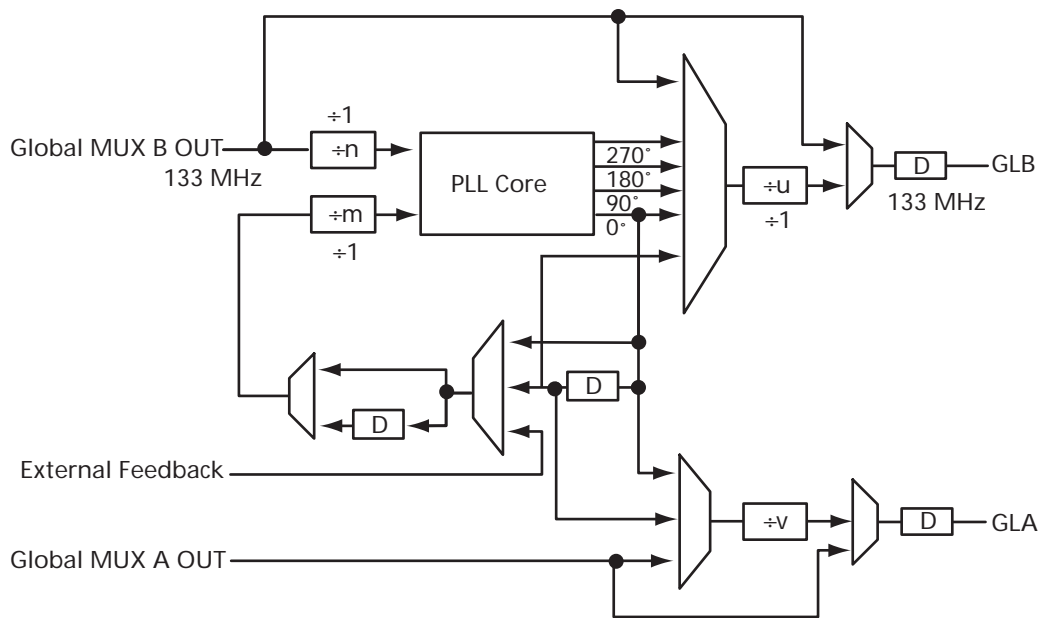 ÷1
Global MUX B OUT
÷n
133 MHz
PLL Core
270˚
180˚
90˚
0˚
÷m
÷1
÷u
÷1
D
GLB
133 MHz
D
D
External Feedback
Global MUX A OUT
÷v
D
GLA